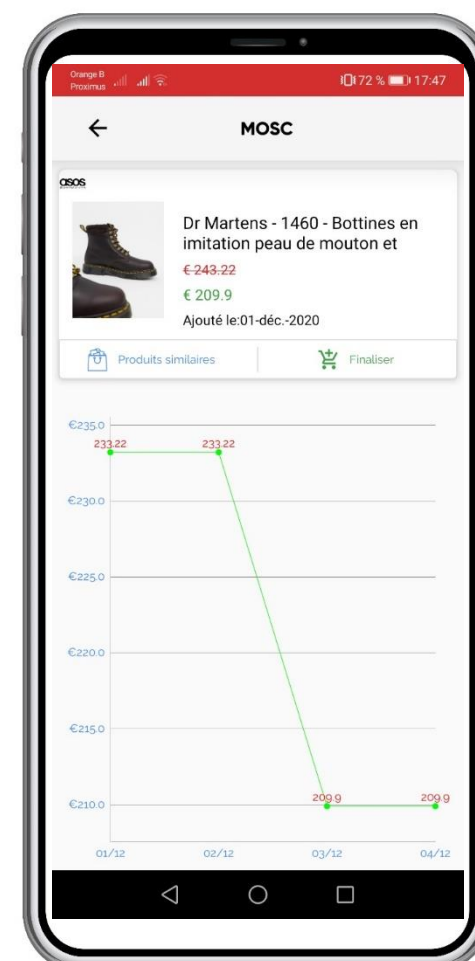 Orange B
Proximus
72 % 17:47
MOSC
asos
Dr Martens - 1460 - Bottines en
imitation peau de mouton et
€ 243.22
€ 209.9
Ajouté le:01-déc.-2020
Produits similaires
Finaliser
€235.0
233.22 233.22
€230.0
€225.0
€220.0
€215.0
209.9 209.9
€210.0
01/12 02/12 03/12 04/12